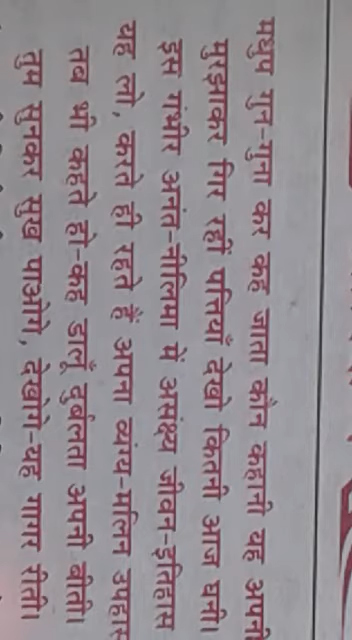 मधुप गुन-गुना कर कह जाता कौन कहानी यह अपनी
मुरझाकर गिर रहीं पत्तियाँ देखो कितनी आज घनी।
इस गंभीर अनंत-नीलिमा में असंख्य जीवन-इतिहास
यह लो, करते ही रहते हैं अपना व्यंग्य-मलिन उपहास
तब भी कहते हो-कह डालूँ दुर्बलता अपनी बीती।
तुम सुनकर सुख पाओगे, देखोगे-यह गागर रीती।